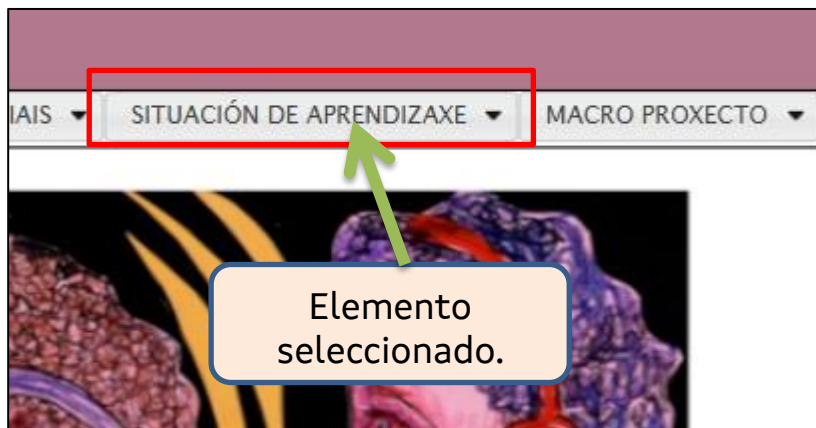 IAIS SITUACIÓN DE APRENDIZAXE MACRO PROXECTO
Elemento
seleccionado.